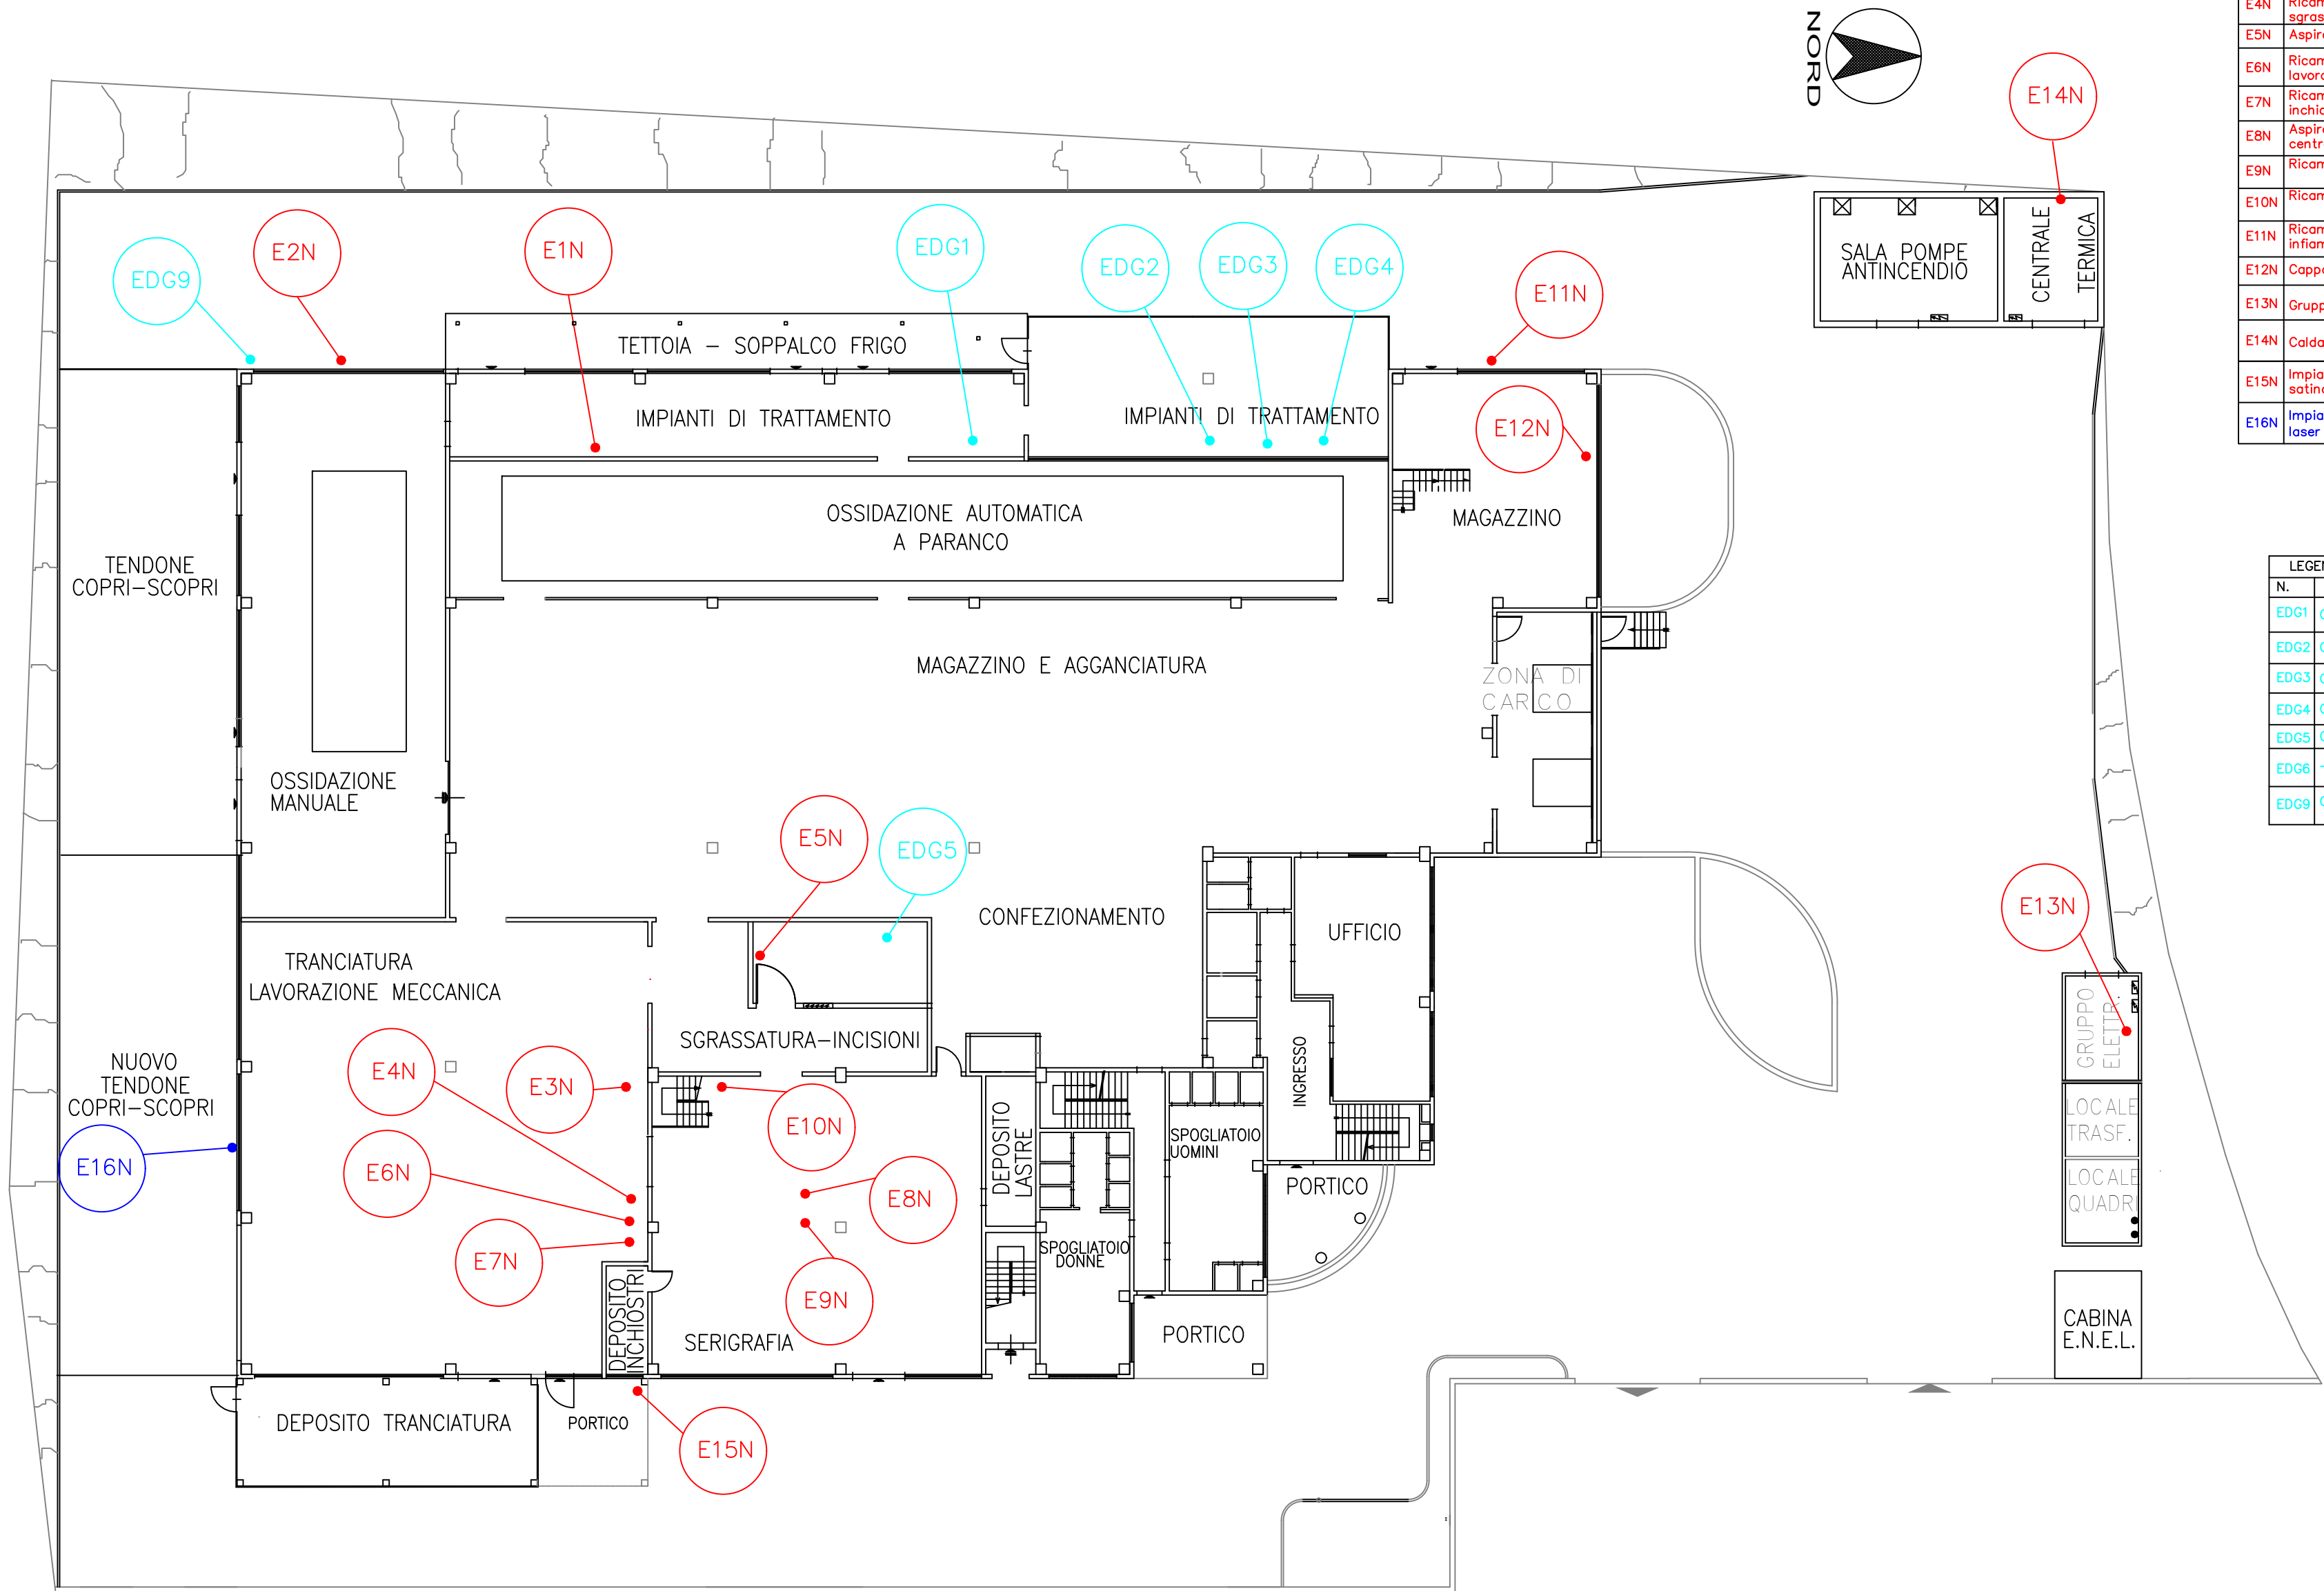 NORD
E14N
E2N
E1N
EDG9
EDG1
EDG2
EDG3
EDG4
E11N
E12N
SALA POMPE
ANTINCENDIO
CENTRALE
TERMICA
TETTOIA - SOPPALCO FRIGO
IMPIANTI DI TRATTAMENTO
IMPIANTI DI TRATTAMENTO
OSSIDAZIONE AUTOMATICA
A PARANCO
MAGAZZINO
TENDONE
COPRI-SCOPRI
MAGAZZINO E AGGANCIATURA
ZONA DI
CARICO
OSSIDAZIONE
MANUALE
E5N
EDG5
CONFEZIONAMENTO
UFFICIO
E13N
TRANCIATURA
LAVORAZIONE MECCANICA
SGRASSATURA-INCISIONI
GRUPPO
ELETTR.
NUOVO
TENDONE
COPRI-SCOPRI
E4N
E3N
E10N
INGRESSO
DEPOSITO
LASTRE
SPOGLIATOIO
UOMINI
LOCALE
TRASF.
E16N
E6N
E8N
PORTICO
LOCALE
QUADRI
E7N
SPOGLIATOIO
DONNE
E9N
DEPOSITO
INCHIOSTRI
SERIGRAFIA
PORTICO
CABINA
E.N.E.L.
DEPOSITO TRANCIATURA
PORTICO
E15N
E4N
E5N
E6N
E7N
E8N
E9N
E10N
E11N
E12N
E13N
E14N
E15N
E16N
laser
N.
EDG1
EDG2
EDG3
EDG4
EDG5
EDG6
EDG9